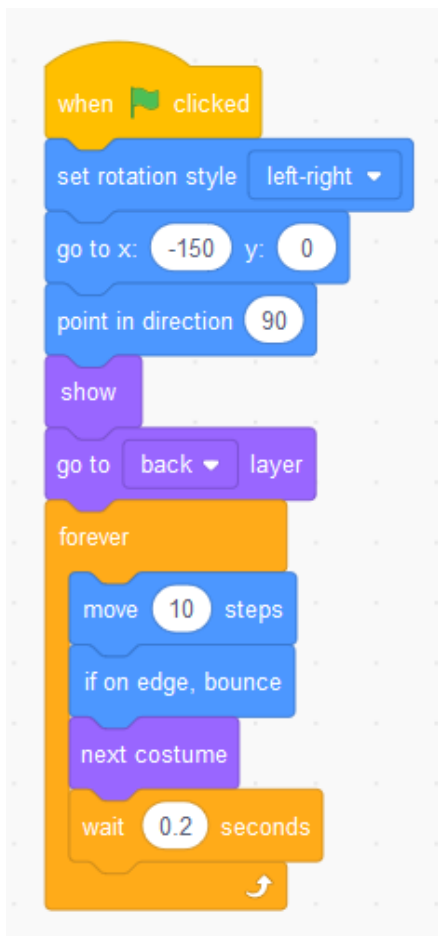 when clicked
set rotation style left-right
go to x: -150 y: 0
point in direction 90
show
go to back layer
forever
move 10 steps
if on edge, bounce
next costume
wait 0.2 seconds